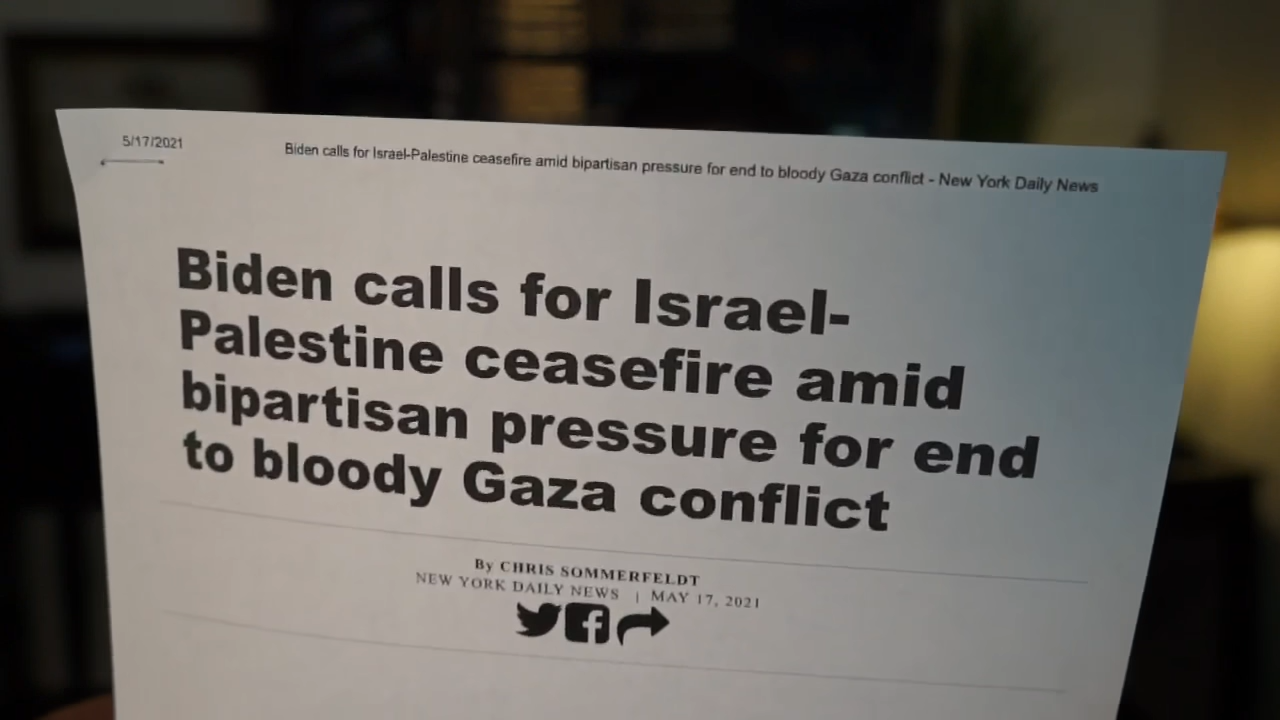 5/17/2021
Biden calls for Israel-Palestine ceasefire amid bipartisan pressure for end to bloody Gaza conflict - New York Daily News
Biden calls for Israel-
Palestine ceasefire amid
bipartisan pressure for end
to bloody Gaza conflict
By CHRIS SOMMERFELDT
NEW YORK DAILY NEWS | MAY 17, 2021